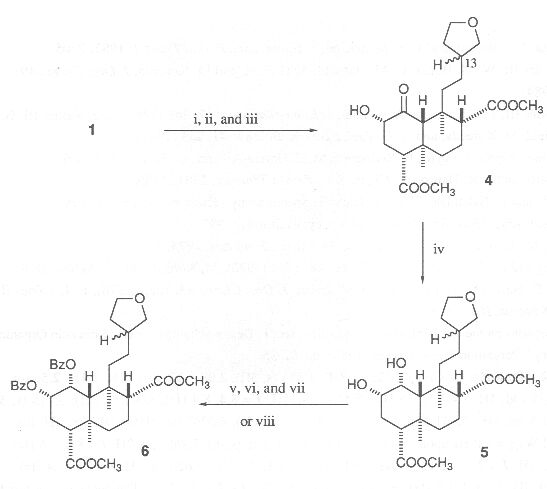 O
H
13
O
H
HO
COOCH₃
1
i, ii, and iii
H
COOCH₃
4
iv
O
O
H
H
BzO
BzO
H
H
COOCH₃
v, vi, and vii
or viii
HO
HO
H
H
COOCH₃
COOCH₃
6
COOCH₃
5